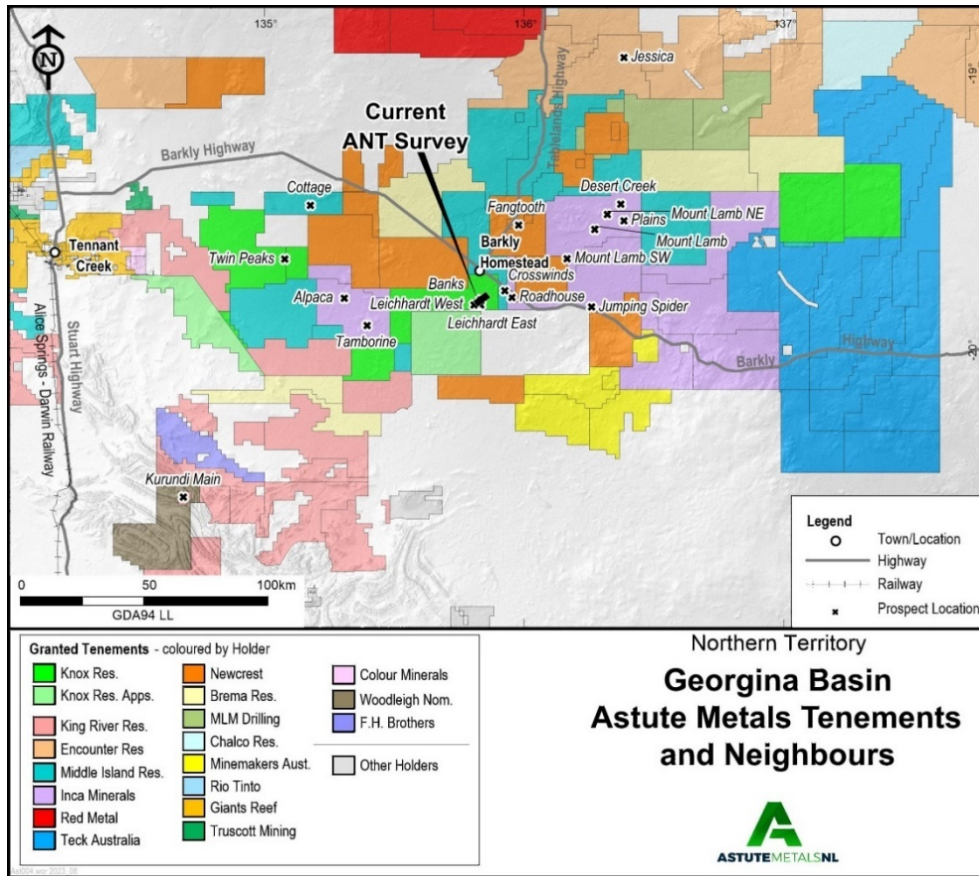 135°
136°
137°
N
-19°
Jessica
Current
ANT Survey
Tablelands Highway
Barkly Highway
Cottage
Desert Creek
Fangtooth
Mount Lamb NE
Plains
Barkly
Homestead
Mount Lamb
Tennant
Creek
Twin Peaks
Mount Lamb SW
Crosswinds
Banks
Alpaca
Leichhardt West
Roadhouse
Jumping Spider
Leichhardt East
Tamborine
Highway
Barkly
-20°
Alice Springs - Darwin Railway
Stuart Highway
Kurundi Main
0 50 100km
GDA94 LL
Legend
Town/Location
Highway
Railway
Prospect Location
Granted Tenements - coloured by Holder
Knox Res.
Knox Res. Apps.
King River Res.
Encounter Res
Middle Island Res.
Inca Minerals
Red Metal
Teck Australia
Newcrest
Brema Res.
MLM Drilling
Chalco Res.
Minemakers Aust.
Rio Tinto
Giants Reef
Truscott Mining
Colour Minerals
Woodleigh Nom.
F.H. Brothers
Other Holders
Northern Territory
Georgina Basin
Astute Metals Tenements
and Neighbours
ASTUTEMETALSNL